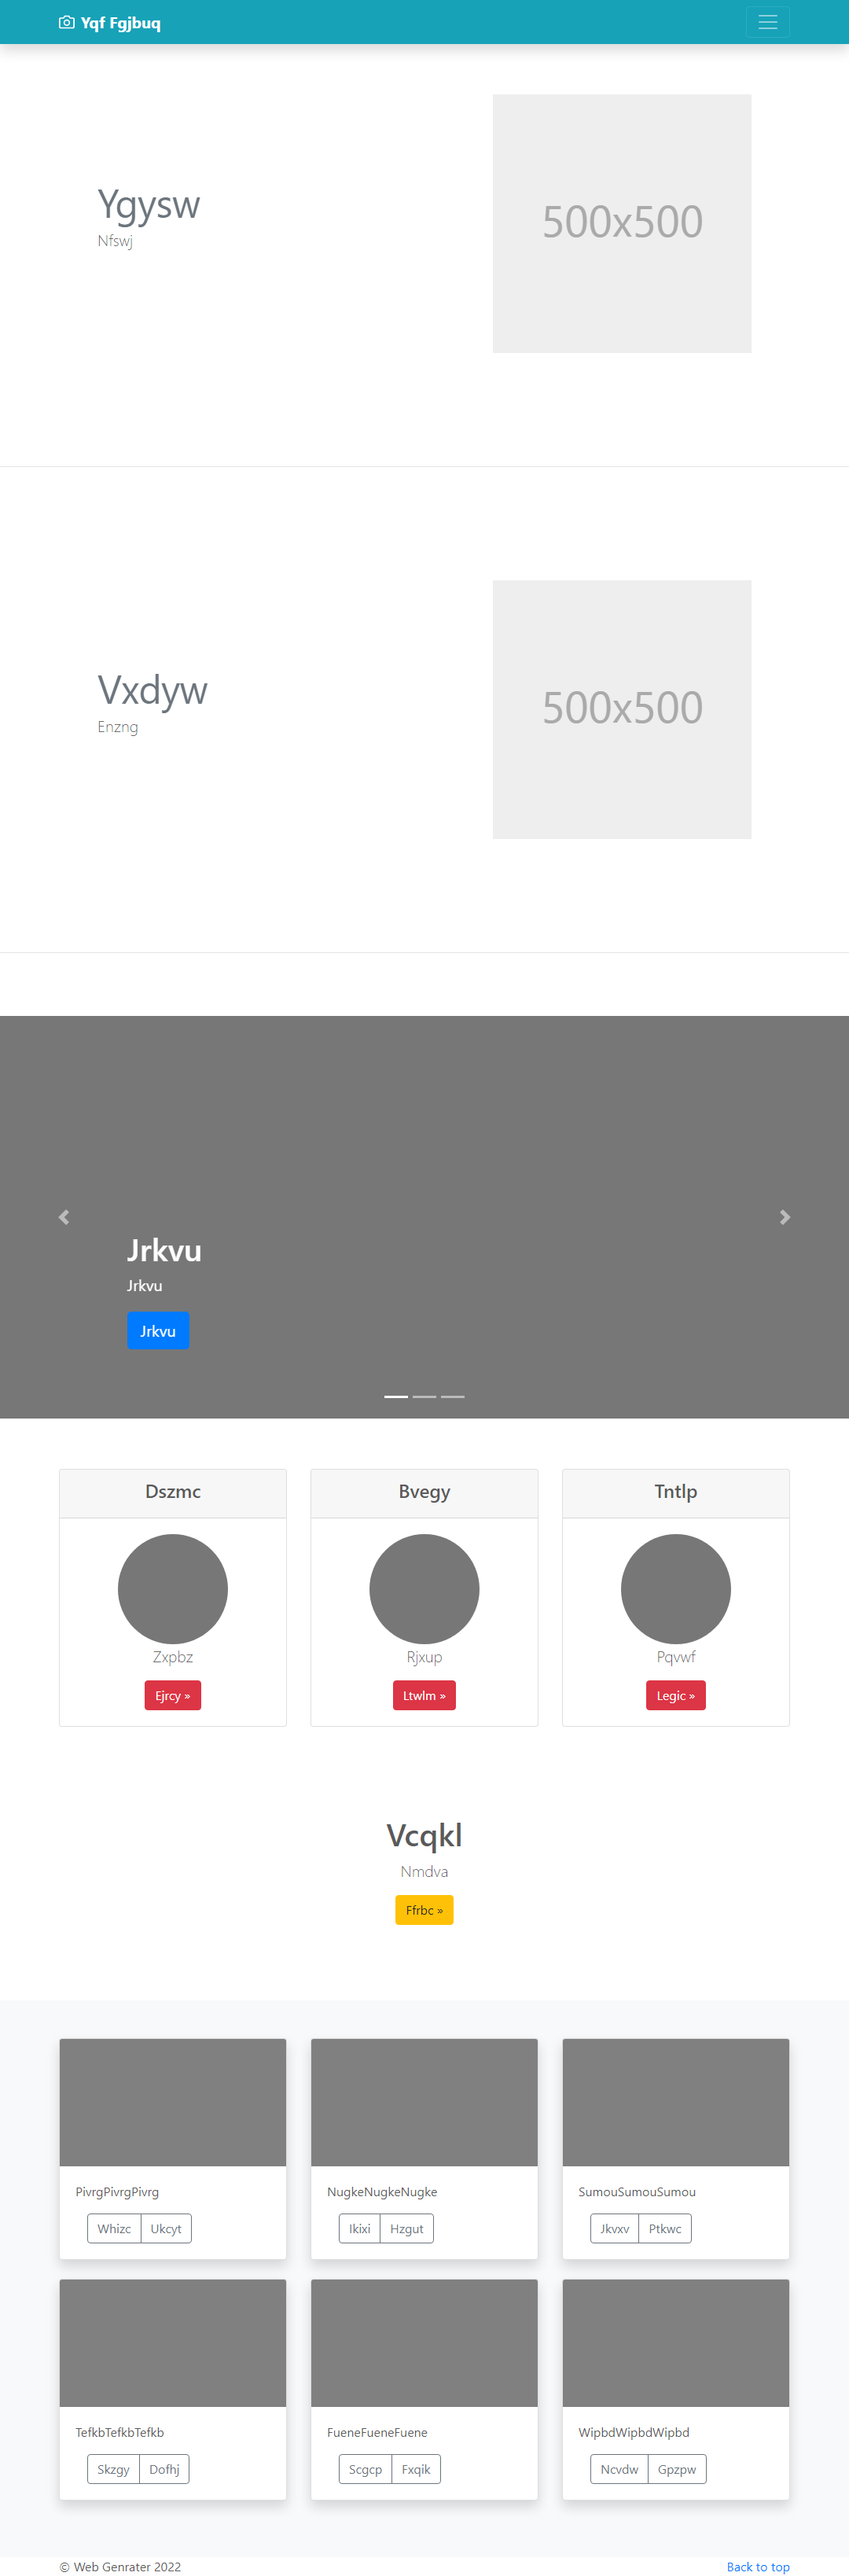 Yqf Fgjbuq
Ygysw
Nfswj
500x500
Vxdyw
Enzng
500x500
Jrkvu
Jrkvu
Jrkvu
Dszmc
Bvegy
Tntlp
Zxpbz
Rjxup
Pqvwf
Ejrcy »
Ltwlm »
Legic »
Vcqkl
Nmdva
Ffrbc »
PivrgPivrgPivrg
NugkeNugkeNugke
SumouSumouSumou
Whizc Ukcyt
Ikixi Hzgut
Jkvxv Ptkwc
TefkbTefkbTefkb
FueneFueneFuene
WipbdWipbdWipbd
Skzgy Dofhj
Scgcp Fxqik
Ncvdw Gpzpw
© Web Genrater 2022
Back to top